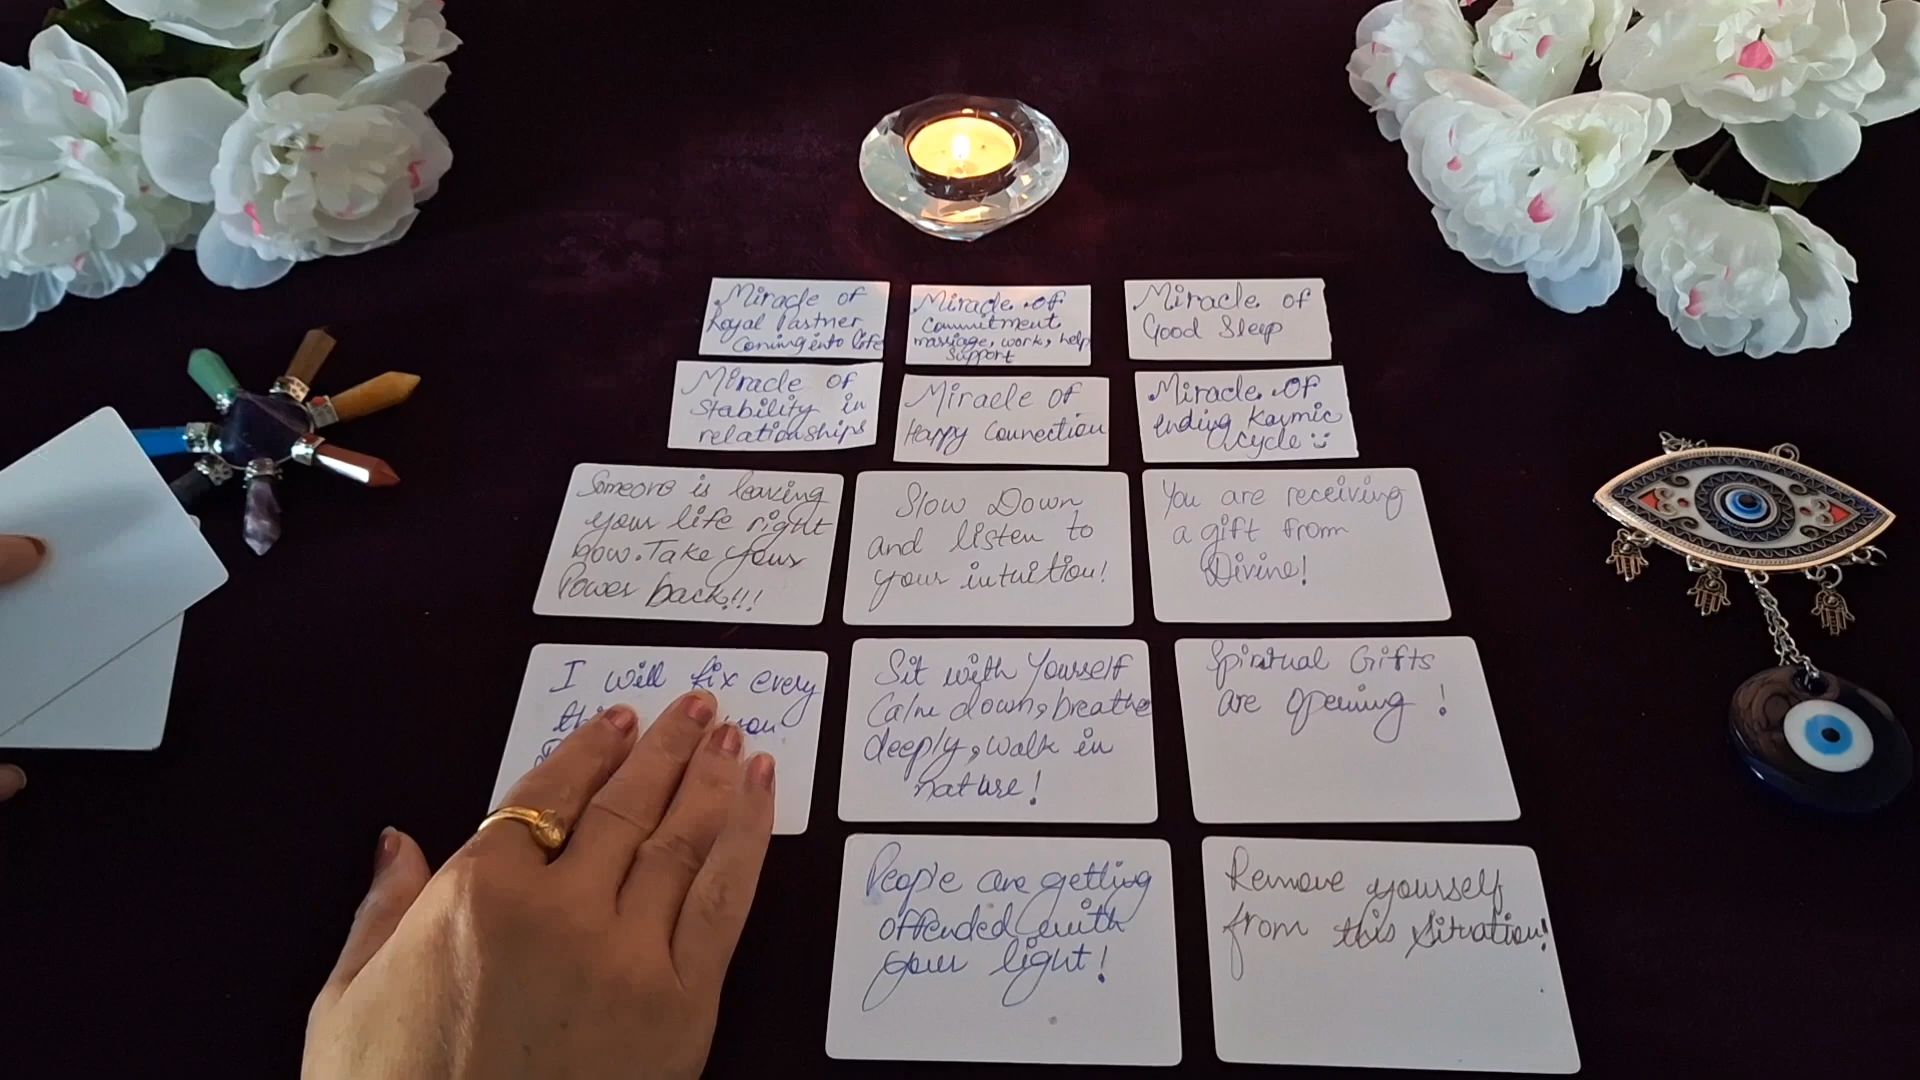 Miracle of
Loyal Partner
Coming into life
Miracle of
Commitment
marriage, work, help
support
Miracle of
Good Sleep
Miracle of
stability in
relationships
Miracle of
Happy Connection
Miracle of
ending Karmic
Cycle
Someone is leaving
your life right
now. Take your
Power back!!!
Slow Down
and listen to
your intuition!
You are receiving
a gift from
Divine!
I will fix every
you
Sit with Yourself
Calm down, breathe
deeply, walk in
nature!
Spiritual Gifts
are opening!
People are getting
offended with
your light!
Remove yourself
from this Situation!